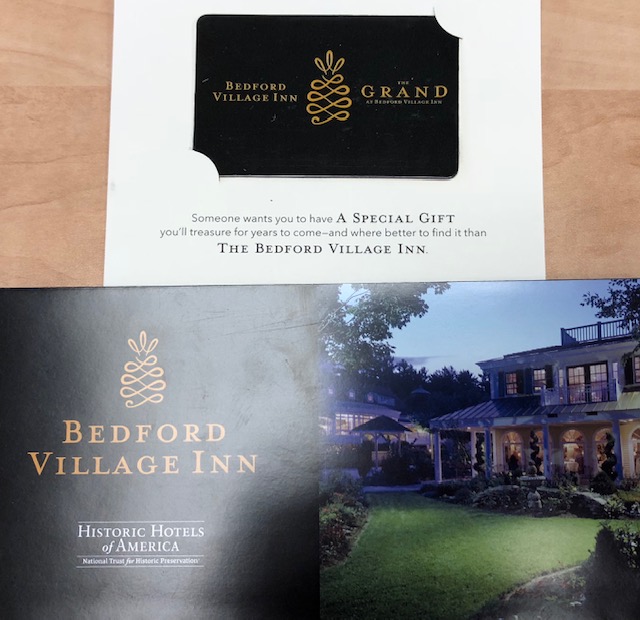 BEDFORD
VILLAGE INN
THE
GRAND
AT BEDFORD VILLAGE INN
Someone wants you to have A SPECIAL GIFT
you'll treasure for years to come—and where better to find it than
THE BEDFORD VILLAGE INN.
BEDFORD
VILLAGE INN
HISTORIC HOTELS
of AMERICA
National Trust for Historic Preservation